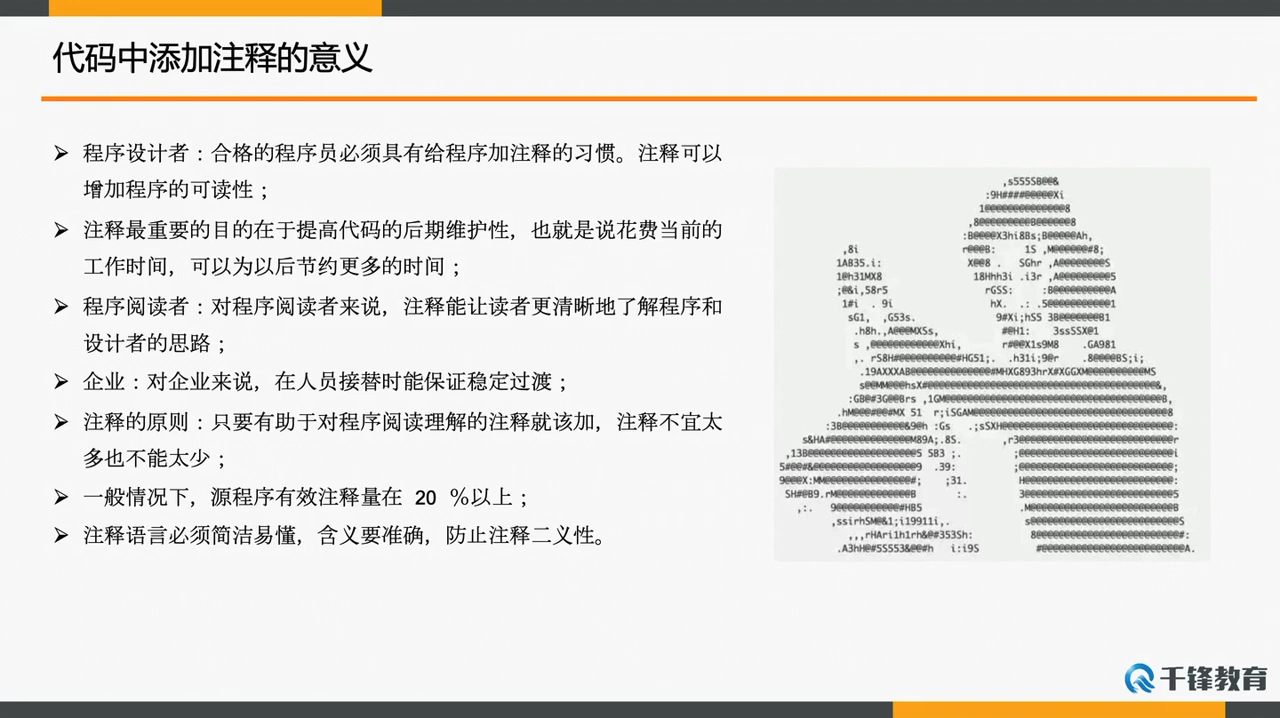 代码中添加注释的意义
➢ 程序设计者：合格的程序员必须具有给程序加注释的习惯。注释可以
增加程序的可读性；
➢ 注释最重要的目的在于提高代码的后期维护性，也就是说花费当前的
工作时间，可以为以后节约更多的时间；
➢ 程序阅读者：对程序阅读者来说，注释能让读者更清晰地了解程序和
设计者的思路；
➢ 企业：对企业来说，在人员接替时能保证稳定过渡；
➢ 注释的原则：只要有助于对程序阅读理解的注释就该加，注释不宜太
多也不能太少；
➢ 一般情况下，源程序有效注释量在 20 ％以上；
➢ 注释语言必须简洁易懂，含义要准确，防止注释二义性。
千锋教育